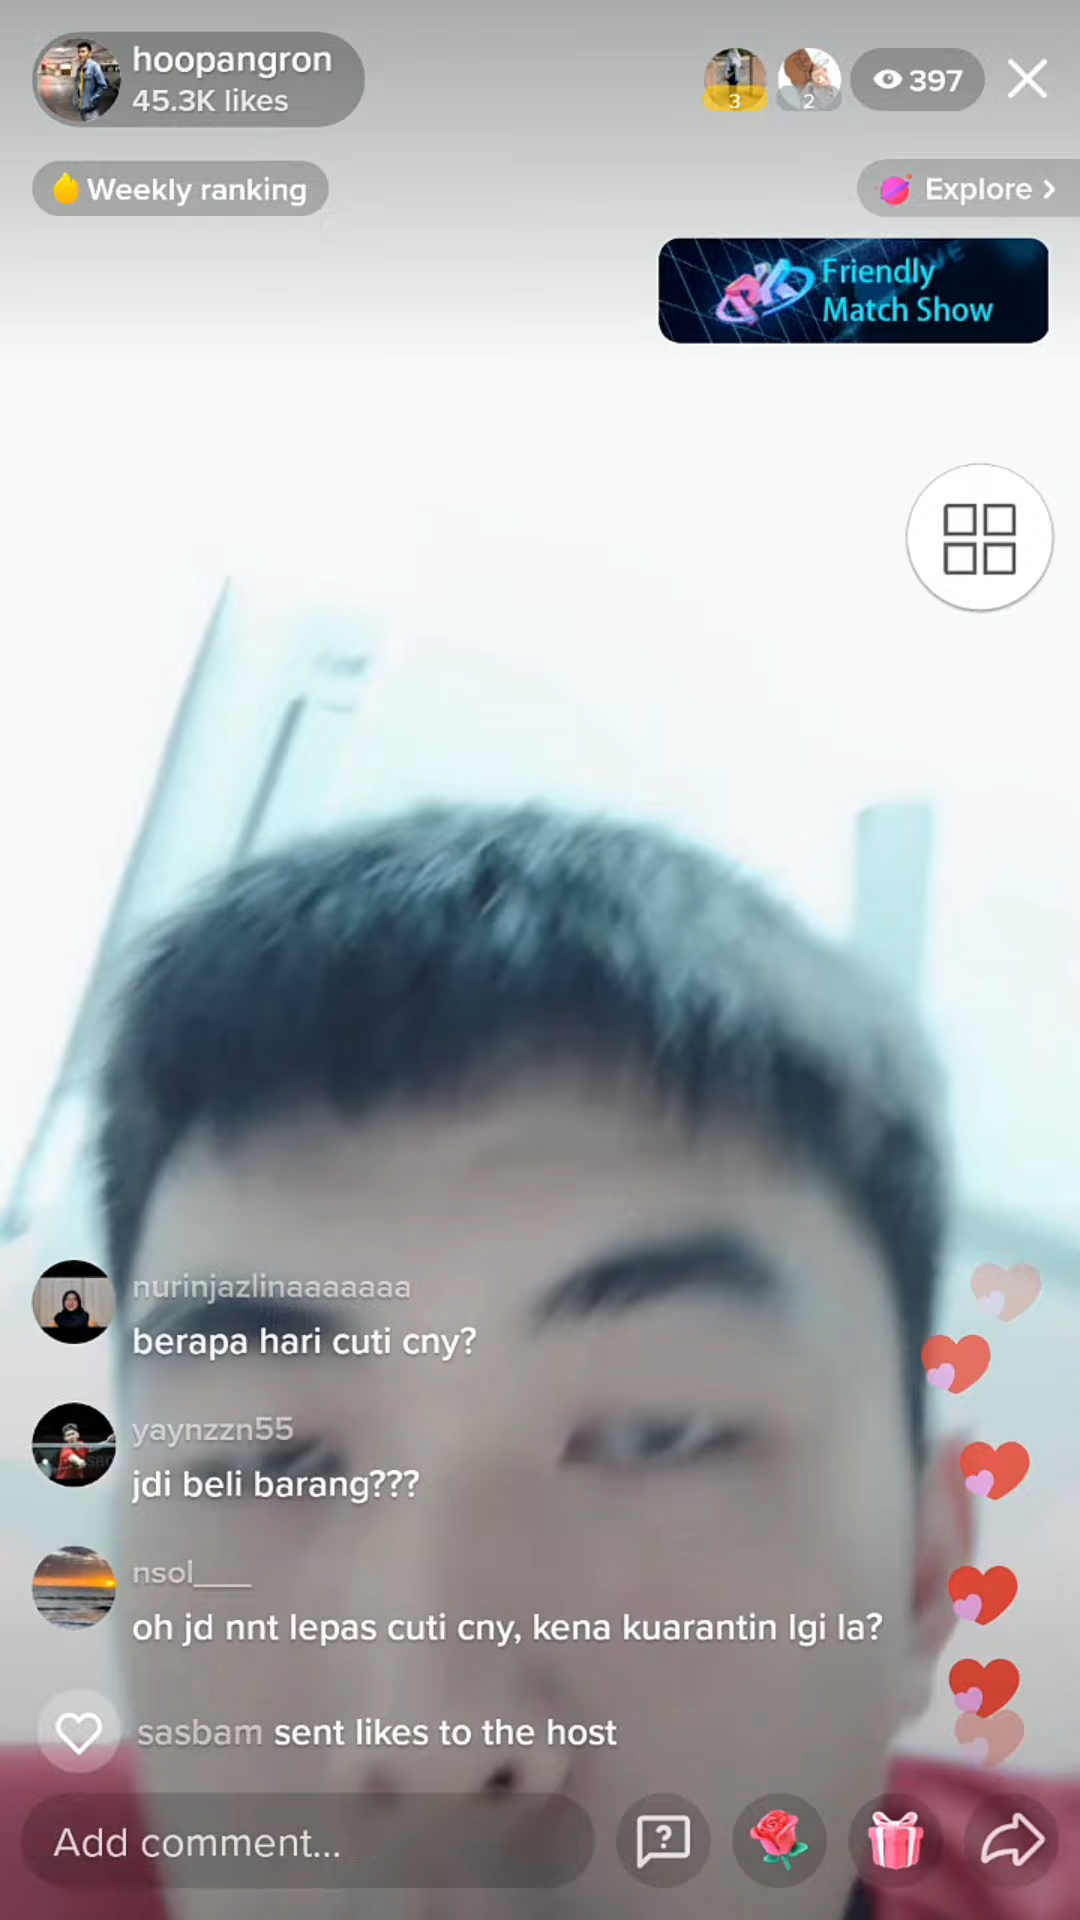 hoopangron
45.3K likes
3
2
397
Weekly ranking
Explore
Friendly
Match Show
nurinjazlinaaaaaaa
berapa hari cuti cny?
yaynzzn55
jdi beli barang???
nsol___
oh jd nnt lepas cuti cny, kena kuarantin lgi la?
sasbam sent likes to the host
Add comment...